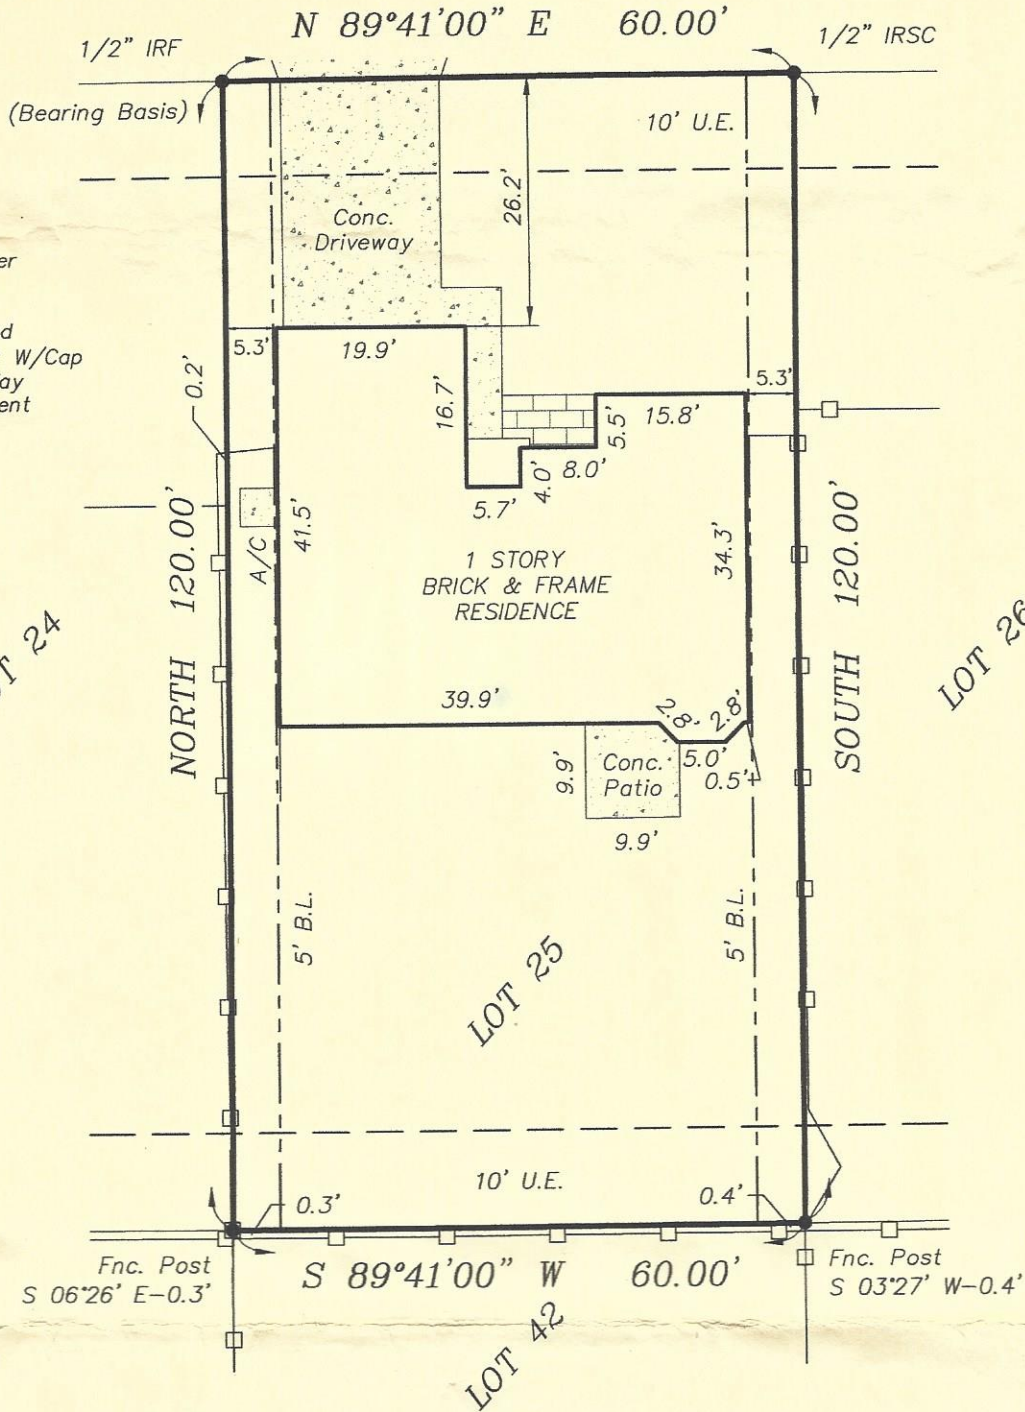 N 89°41'00" E 60.00'
1/2" IRF
1/2" IRSC
(Bearing Basis)
10' U.E.
26.2'
Conc.
Driveway
W/Cap
5.3'
19.9'
0.2'
16.7'
5.3'
15.8'
5.5'
8.0'
4.0'
5.7'
41.5'
A/C
34.3'
1 STORY
BRICK & FRAME
RESIDENCE
NORTH 120.00'
SOUTH 120.00'
24
LOT 26
39.9'
2.8'
2.8'
5.0'
0.5'
Conc.
Patio
9.9'
9.9'
5' B.L.
5' B.L.
LOT 25
10' U.E.
0.3'
0.4'
Fnc. Post
S 06°26' E-0.3'
S 89°41'00" W 60.00'
Fnc. Post
S 03°27' W-0.4'
LOT 42